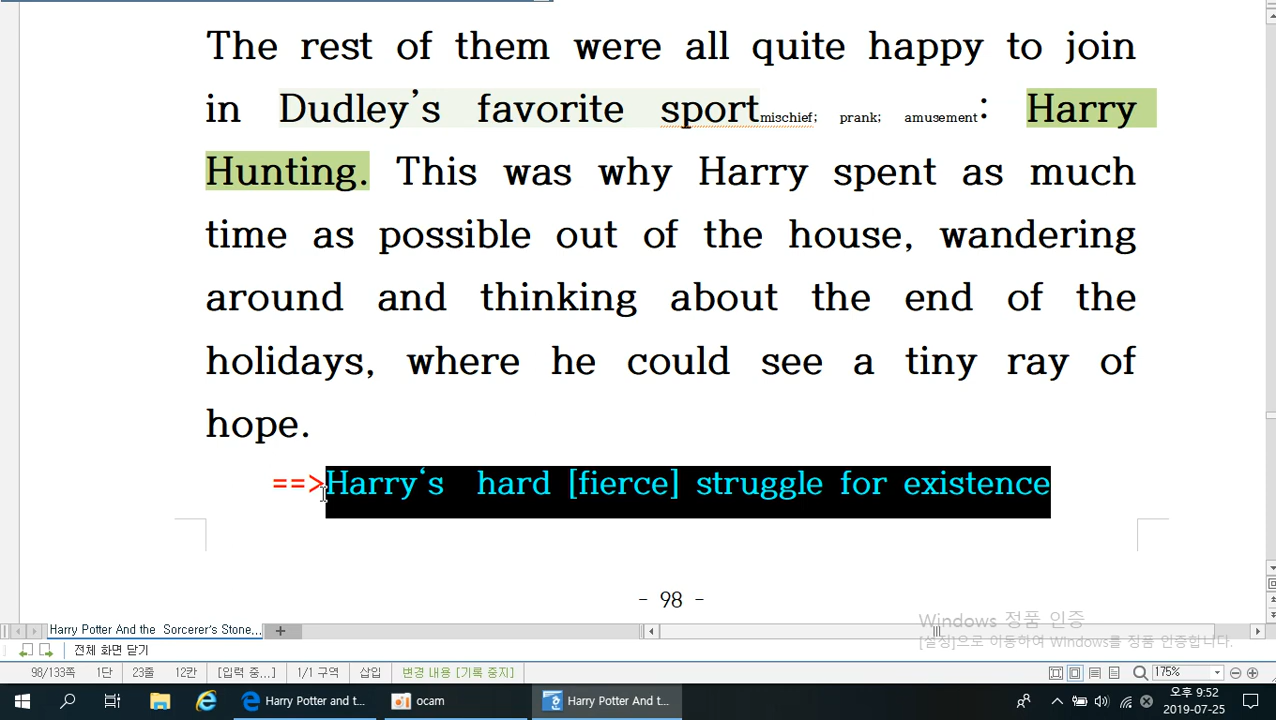 The rest of them were all quite happy to join
in Dudley's favorite sport mischief; prank; amusement : Harry
Hunting. This was why Harry spent as much
time as possible out of the house, wandering
around and thinking about the end of the
holidays, where he could see a tiny ray of
hope.
==>Harry‘s hard [fierce] struggle for existence
- 98 -
Windows 정품 인증
[설정]으로 이동하여 Windows를 정품 인증합니다.
Harry Potter And the Sorcerer's Stone...
전체 화면 닫기
98/133쪽 1단 23줄 12칸 [입력 중...] 1/1 구역 삽입 변경 내용 [기록 중지] 175%
Harry Potter and t... ocam Harry Potter And t... 오후 9:52
2019-07-25